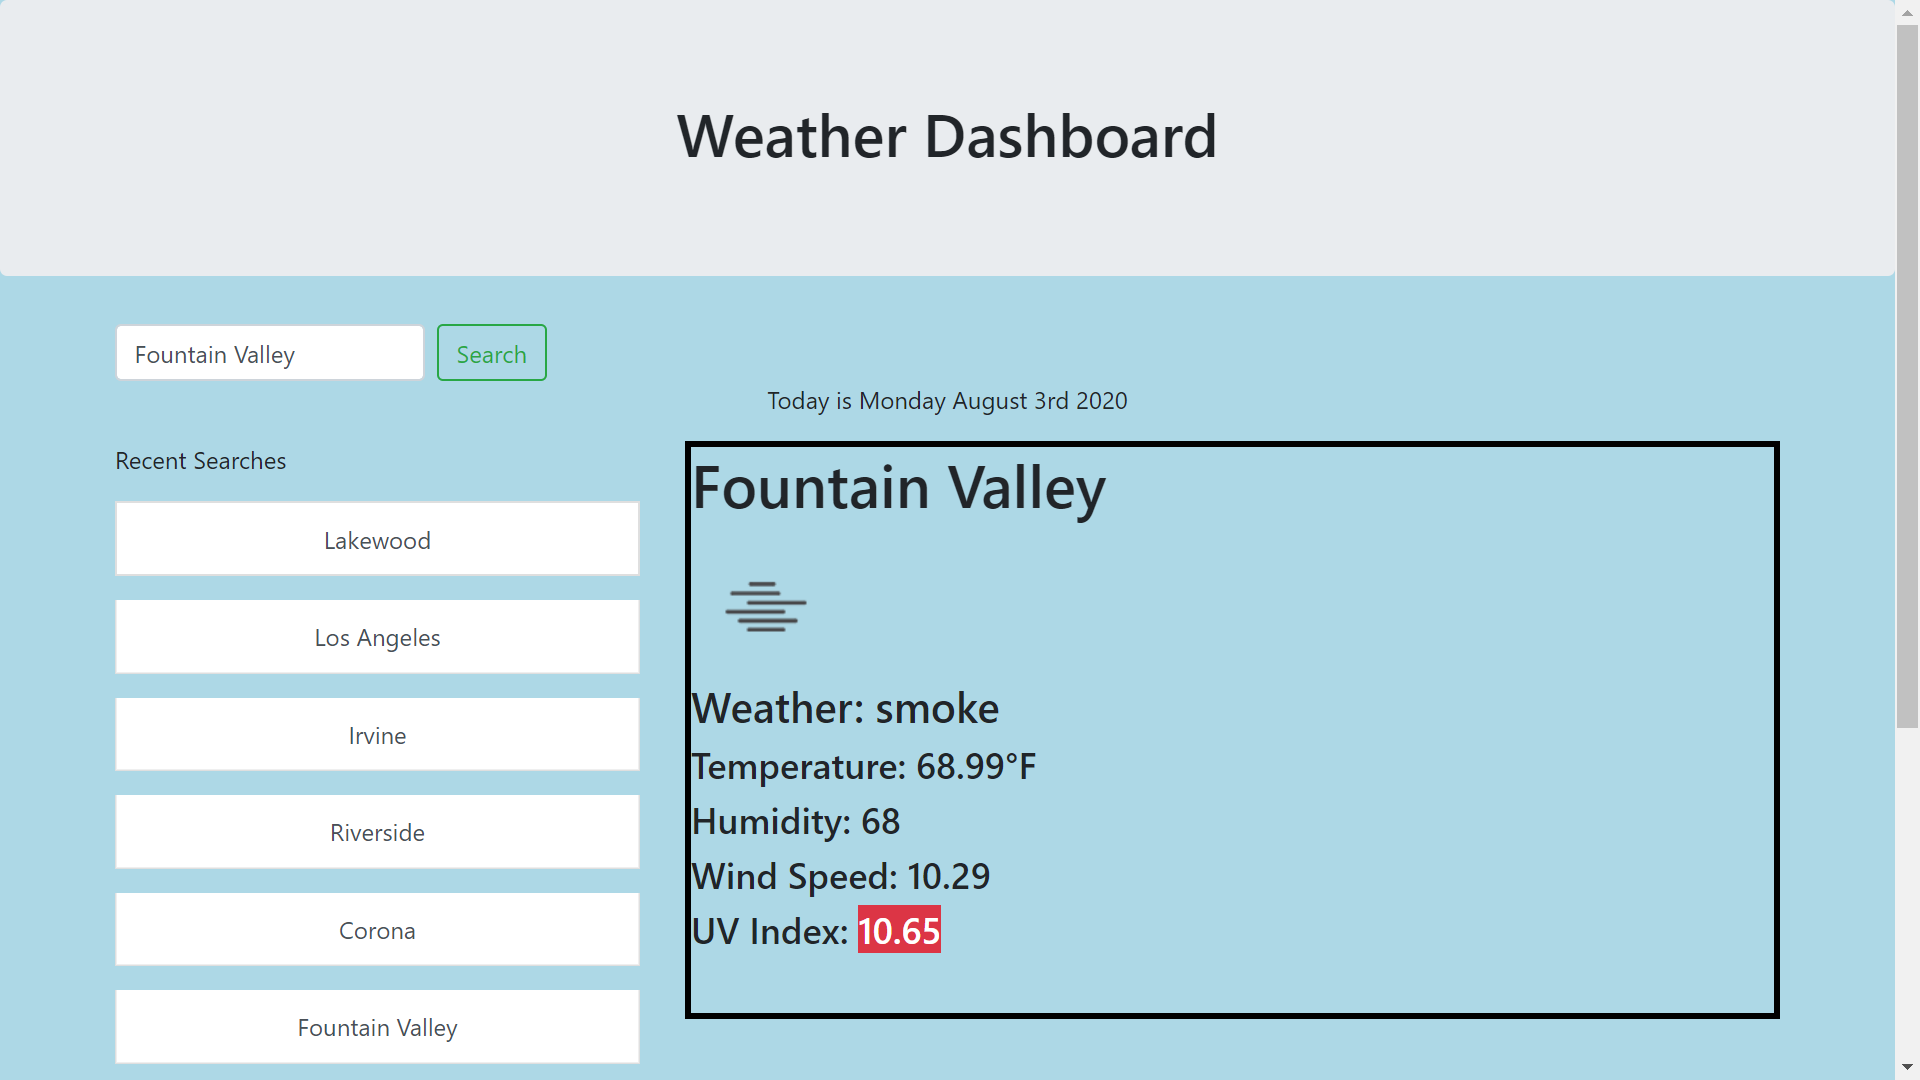 Weather Dashboard
Fountain Valley
Search
Today is Monday August 3rd 2020
Recent Searches
Lakewood
Los Angeles
Irvine
Riverside
Corona
Fountain Valley
Fountain Valley
Weather: smoke
Temperature: 68.99°F
Humidity: 68
Wind Speed: 10.29
UV Index: 10.65